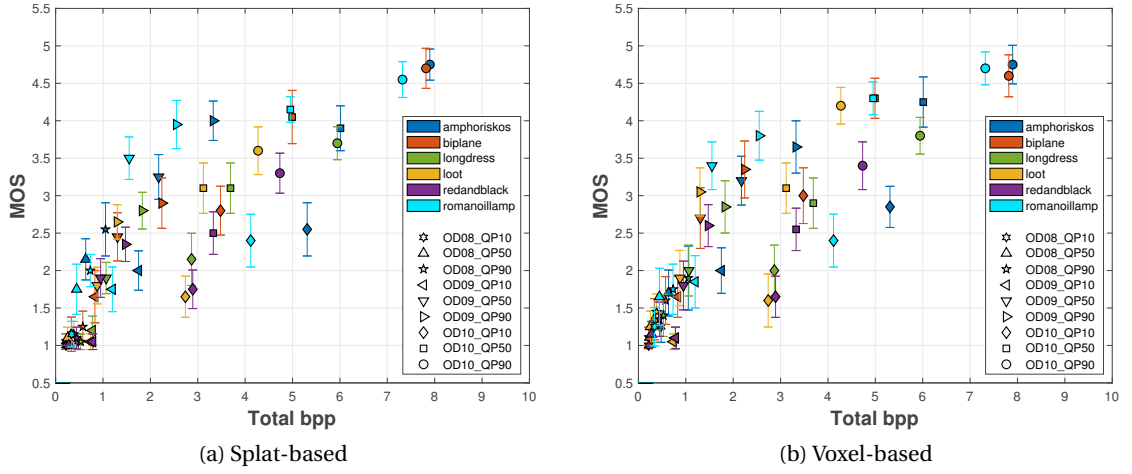 5
4.5
4
3.5
3
2.5
2
1.5
1
0.5
MOS
0 1 2 3 4 5 6 7 8 9 10
Total bpp
amphoriskos
biplane
longdress
loot
redandblack
romanoillamp
OD08_QP10
OD08_QP50
OD08_QP90
OD09_QP10
OD09_QP50
OD09_QP90
OD10_QP10
OD10_QP50
OD10_QP90
(a) Splat-based
5
4.5
4
3.5
3
2.5
2
1.5
1
0.5
MOS
0 1 2 3 4 5 6 7 8 9 10
Total bpp
amphoriskos
biplane
longdress
loot
redandblack
romanoillamp
OD08_QP10
OD08_QP50
OD08_QP90
OD09_QP10
OD09_QP50
OD09_QP90
OD10_QP10
OD10_QP50
OD10_QP90
(b) Voxel-based